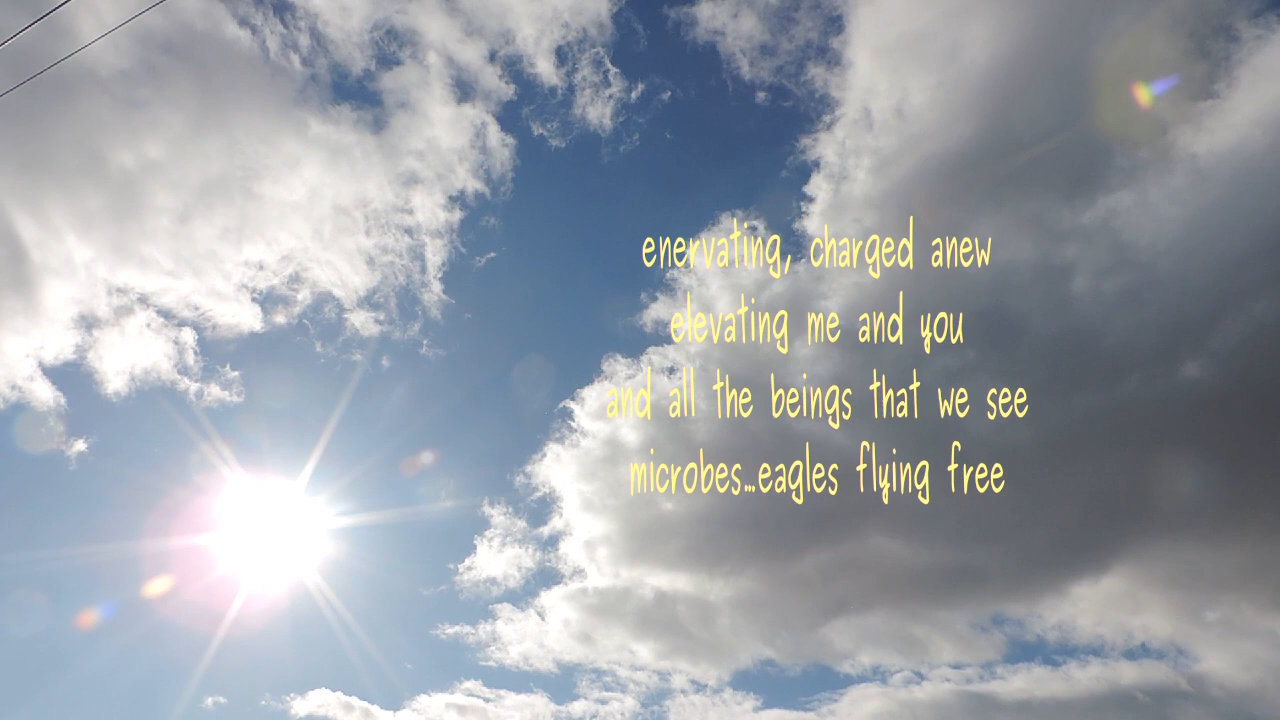 enervating, charged anew
elevating me and you
and all the beings that we see
microbes...eagles flying free